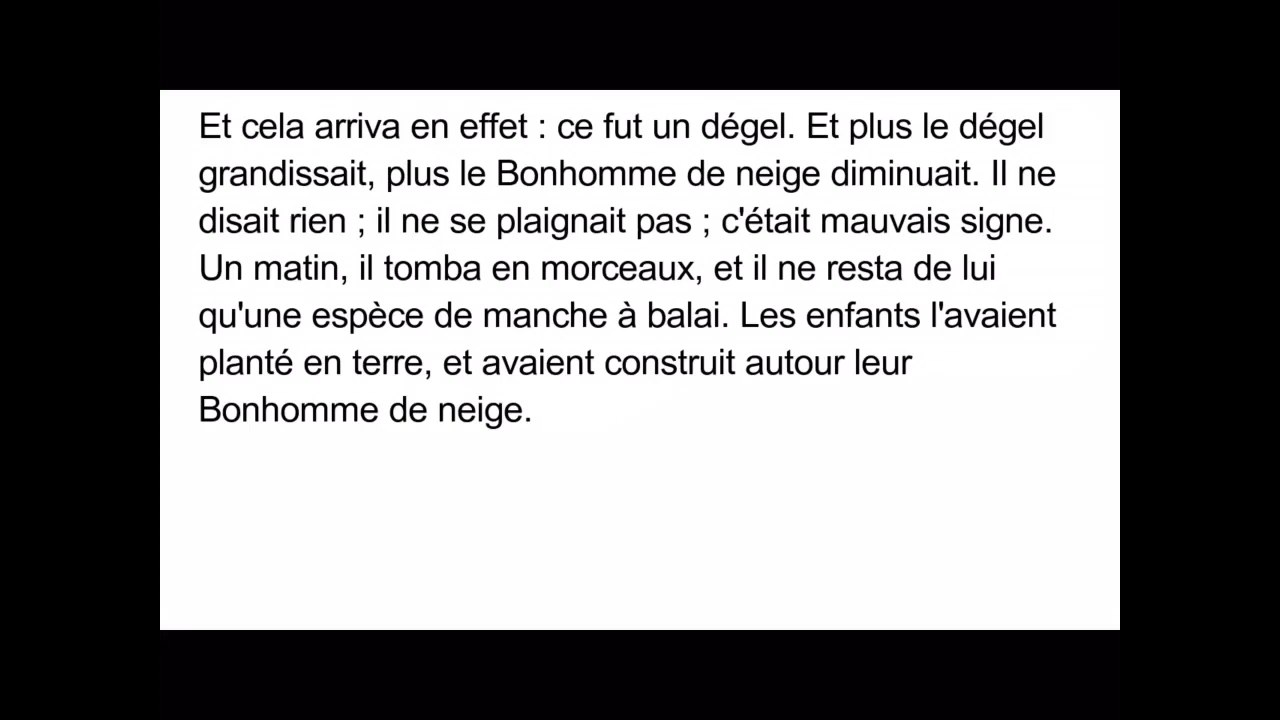 Et cela arriva en effet : ce fut un dégel. Et plus le dégel
grandissait, plus le Bonhomme de neige diminuait. Il ne
disait rien ; il ne se plaignait pas ; c'était mauvais signe.
Un matin, il tomba en morceaux, et il ne resta de lui
qu'une espèce de manche à balai. Les enfants l'avaient
planté en terre, et avaient construit autour leur
Bonhomme de neige.